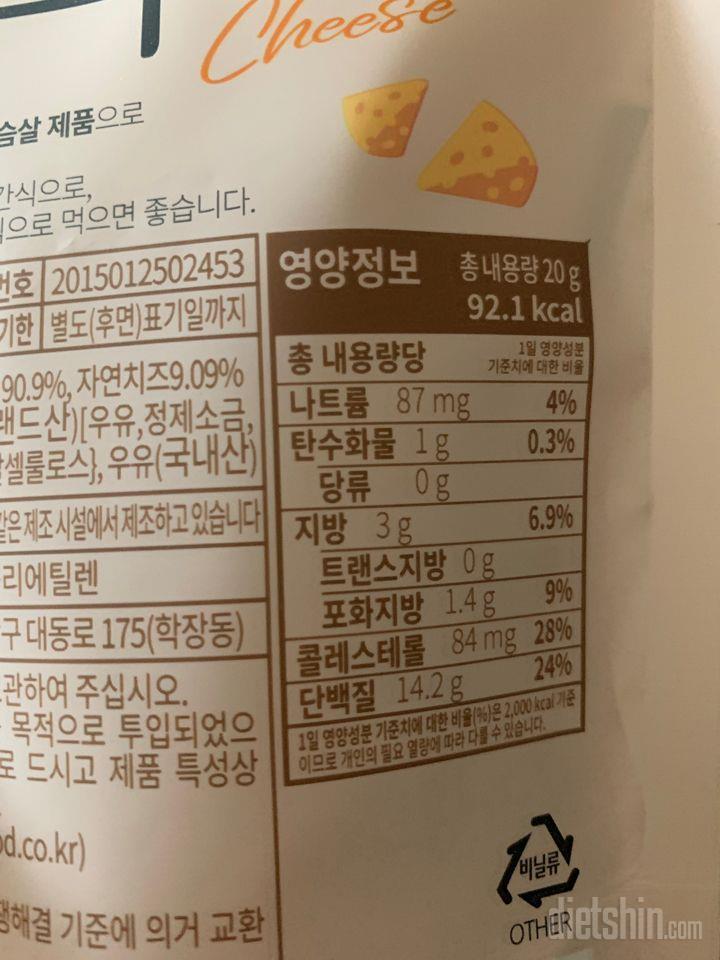 Cheese
슴살 제품으로
간식으로,
으로 먹으면 좋습니다.
번호 2015012502453
기한 별도(후면)표기일까지
90.9%, 자연치즈9.09%
랜드산)[우유,정제소금,
셀룰로스}, 우유(국내산)
같은 제조 시설에서 제조하고 있습니다
리에틸렌
구 대동로 175(학장동)
관하여 주십시오.
목적으로 투입되었으
로 드시고 제품 특성상
od.co.kr)
쟁해결 기준에 의거 교환
영양정보 총 내용량 20 g
92.1 kcal
총 내용량당 1일 영양성분
기준치에 대한 비율
나트륨 87 mg 4%
탄수화물 1 g 0.3%
당류 0 g
지방 3 g 6.9%
트랜스지방 0 g
포화지방 1.4 g 9%
콜레스테롤 84 mg 28%
단백질 14.2 g 24%
1일 영양성분 기준치에 대한 비율(%)은 2,000 kcal 기준
이므로 개인의 필요 열량에 따라 다를 수 있습니다.
비닐류
OTHER
dietshin.com